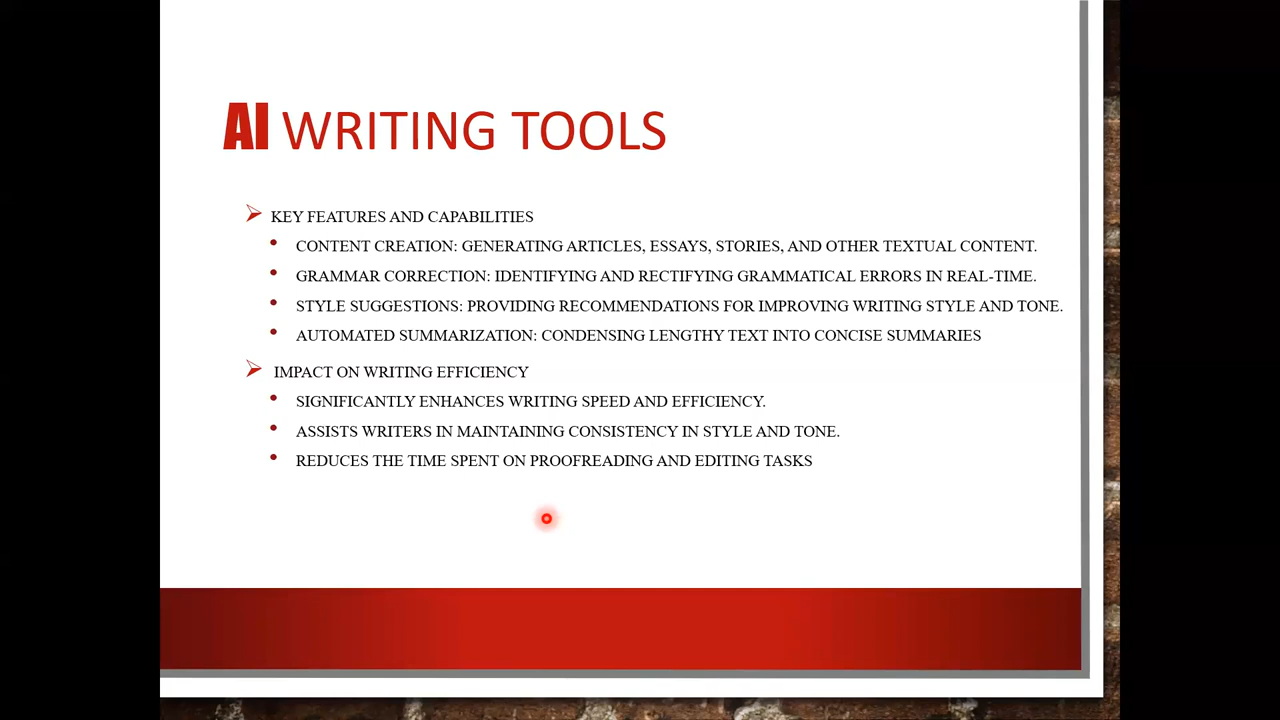 AI WRITING TOOLS
KEY FEATURES AND CAPABILITIES
CONTENT CREATION: GENERATING ARTICLES, ESSAYS, STORIES, AND OTHER TEXTUAL CONTENT.
GRAMMAR CORRECTION: IDENTIFYING AND RECTIFYING GRAMMATICAL ERRORS IN REAL-TIME.
STYLE SUGGESTIONS: PROVIDING RECOMMENDATIONS FOR IMPROVING WRITING STYLE AND TONE.
AUTOMATED SUMMARIZATION: CONDENSING LENGTHY TEXT INTO CONCISE SUMMARIES
IMPACT ON WRITING EFFICIENCY
SIGNIFICANTLY ENHANCES WRITING SPEED AND EFFICIENCY.
ASSISTS WRITERS IN MAINTAINING CONSISTENCY IN STYLE AND TONE.
REDUCES THE TIME SPENT ON PROOFREADING AND EDITING TASKS